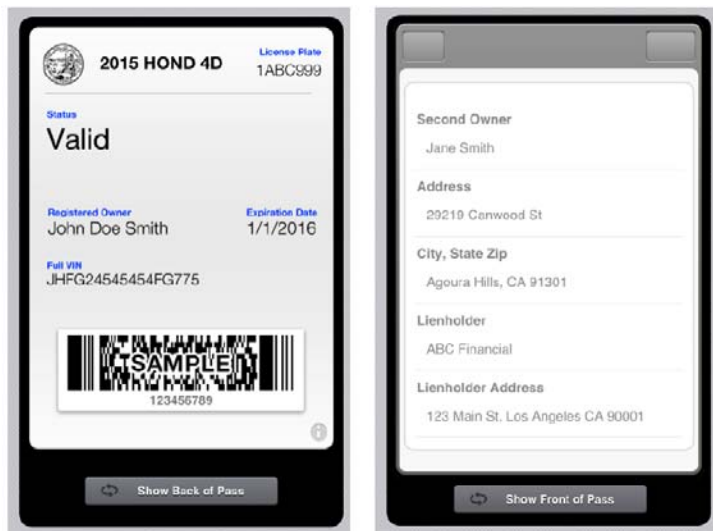 License Plate
2015 HOND 4D
1ABC999
Status
Valid
Registered Owner
Expiration Date
John Doe Smith
1/1/2016
Full VIN
JHFG24545454FG775
SAMPLE
123456789
Show Back of Pass
Second Owner
Jane Smith
Address
29219 Canwood St
City, State Zip
Agoura Hills, CA 91301
Lienholder
ABC Financial
Lienholder Address
123 Main St. Los Angeles CA 90001
Show Front of Pass